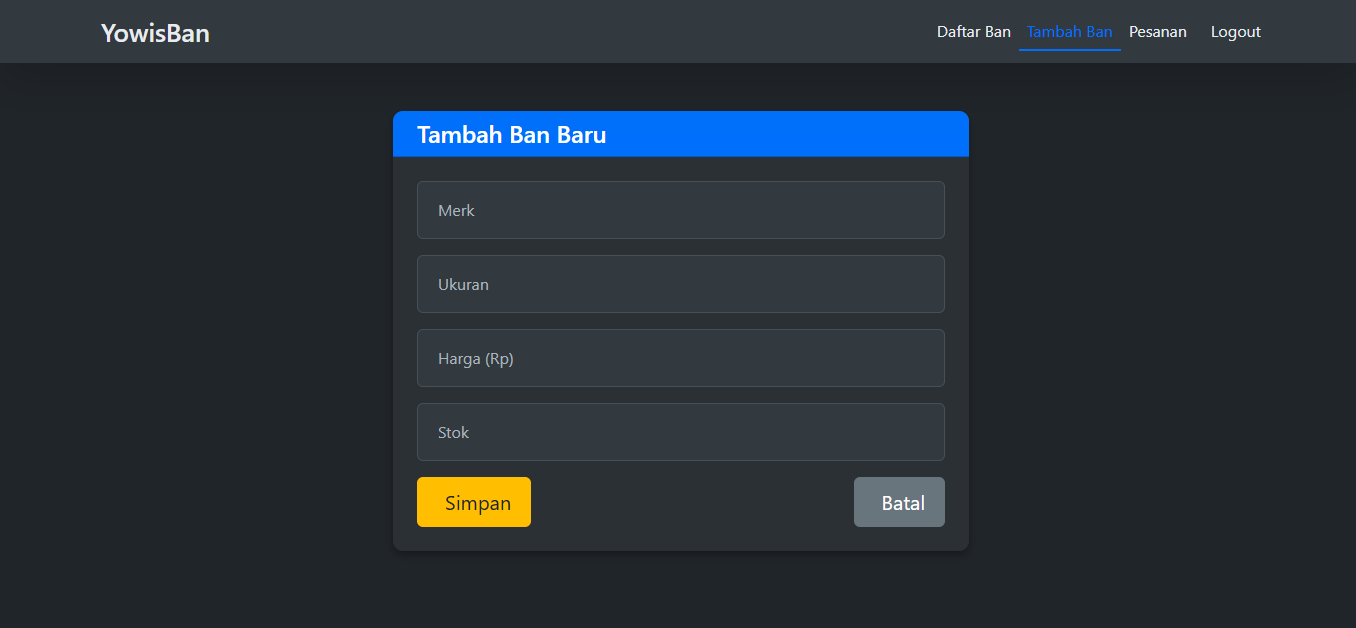 YowisBan
Daftar Ban Tambah Ban Pesanan Logout
Tambah Ban Baru
Merk
Ukuran
Harga (Rp)
Stok
Simpan Batal